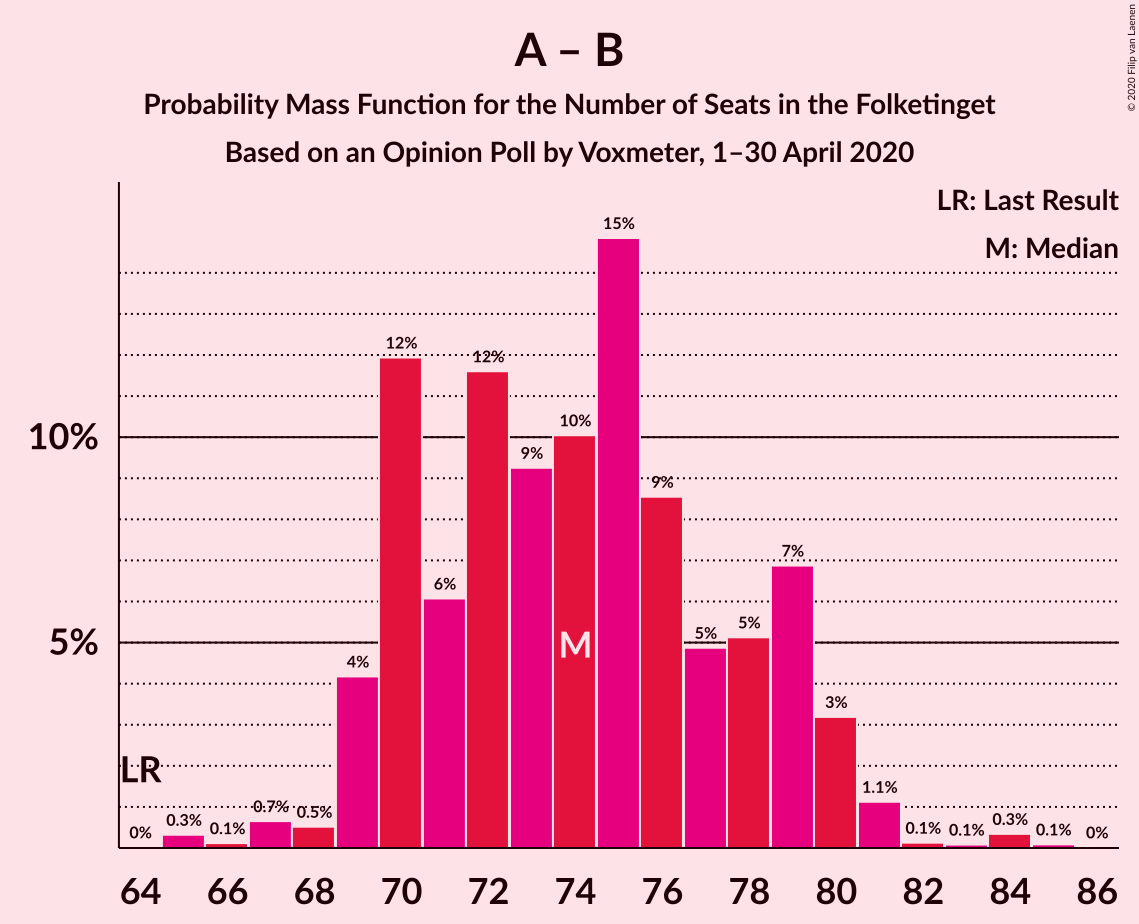 A – B
Probability Mass Function for the Number of Seats in the Folketinget
Based on an Opinion Poll by Voxmeter, 1–30 April 2020
© 2020 Filip van Laenen
LR: Last Result
M: Median
15%
12%
12%
10%
10%
9%
9%
7%
6%
5%
5%
5%
M
4%
3%
LR
1.1%
0%
0.3%
0.1%
0.7%
0.5%
0.1%
0.1%
0.3%
0.1%
0%
64 66 68 70 72 74 76 78 80 82 84 86